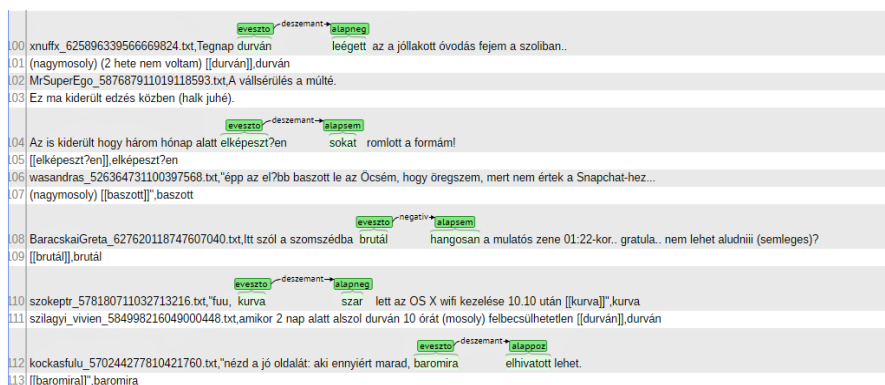 eveszto deszemant alapneg
100 xnuffx_625896339566669824.txt,Tegnap durván leégett az a jóllakott óvodás fejem a szoliban..
101 (nagymosoly) (2 hete nem voltam) [[durván]],durván
102 MrSuperEgo_587687911019118593.txt,A vállsérülés a múlté.
103 Ez ma kiderült edzés közben (halk juhé).
eveszto deszemant alapsem
104 Az is kiderült hogy három hónap alatt elképeszt?en sokat romlott a formám!
105 [[elképeszt?en]],elképeszt?en
106 wasandras_526364731100397568.txt,"épp az el?bb baszott le az Öcsém, hogy öregszem, mert nem értek a Snapchat-hez...
107 (nagymosoly) [[baszott]]",baszott
eveszto negativ alapsem
108 BaracskaiGreta_627620118747607040.txt,Itt szól a szomszédba brutál hangosan a mulatós zene 01:22-kor.. gratula.. nem lehet aludniii (semleges)?
109 [[brutál]],brutál
eveszto deszemant alapneg
110 szokeptr_578180711032713216.txt,"fuu, kurva szar lett az OS X wifi kezelése 10.10 után [[kurva]]",kurva
111 szilagyi_vivien_584998216049000448.txt,amikor 2 nap alatt alszol durván 10 órát (mosoly) felbecsülhetetlen [[durván]],durván
eveszto deszemant alappoz
112 kockasfulu_570244277810421760.txt,"nézd a jó oldalát: aki ennyiért marad, baromira elhivatott lehet.
113 [[baromira]]",baromira